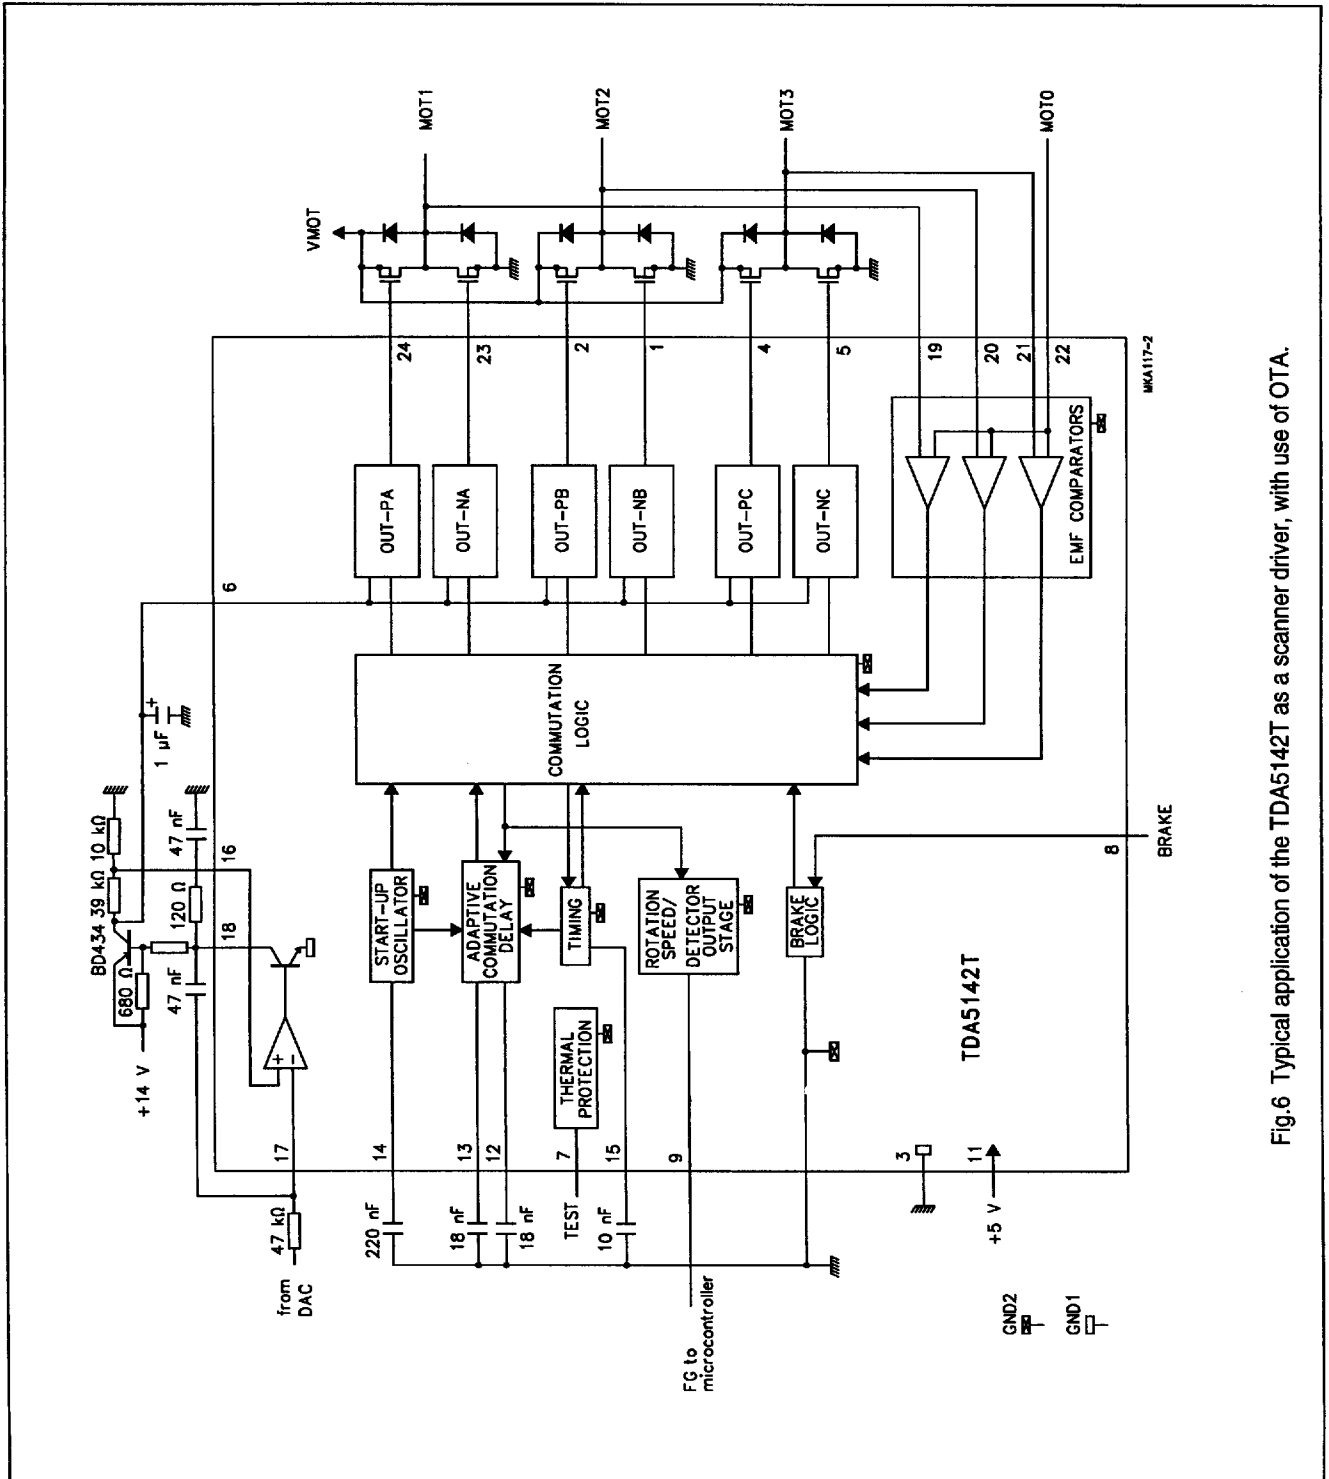 MOT1
MOT2
MOT3
MOT0
VMOT
24
23
2
1
4
5
19
20
21
22
MKA117-2
OUT-PA
OUT-NA
OUT-PB
OUT-NB
OUT-PC
OUT-NC
EMF COMPARATORS
6
COMMUTATION
LOGIC
+
1 µF
10 kΩ
39 kΩ
BD434
680 Ω
+14 V
47 nF
120 Ω
47 nF
16
18
17
+
−
47 kΩ
from
DAC
START-UP
OSCILLATOR
ADAPTIVE
COMMUTATION
DELAY
TIMING
ROTATION
SPEED/
DETECTOR
OUTPUT
STAGE
BRAKE
LOGIC
THERMAL
PROTECTION
8
BRAKE
TDA5142T
14
13
12
7
15
9
3
11
220 nF
18 nF
18 nF
TEST
10 nF
+5 V
FG to
microcontroller
GND2
GND1
Fig.6 Typical application of the TDA5142T as a scanner driver, with use of OTA.